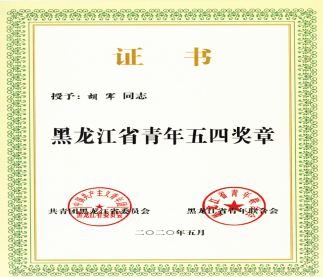 证书
授予：胡军 同志
黑龙江省青年五四奖章
共青团黑龙江省委员会 黑龙江省青年联合会
二〇二〇年五月